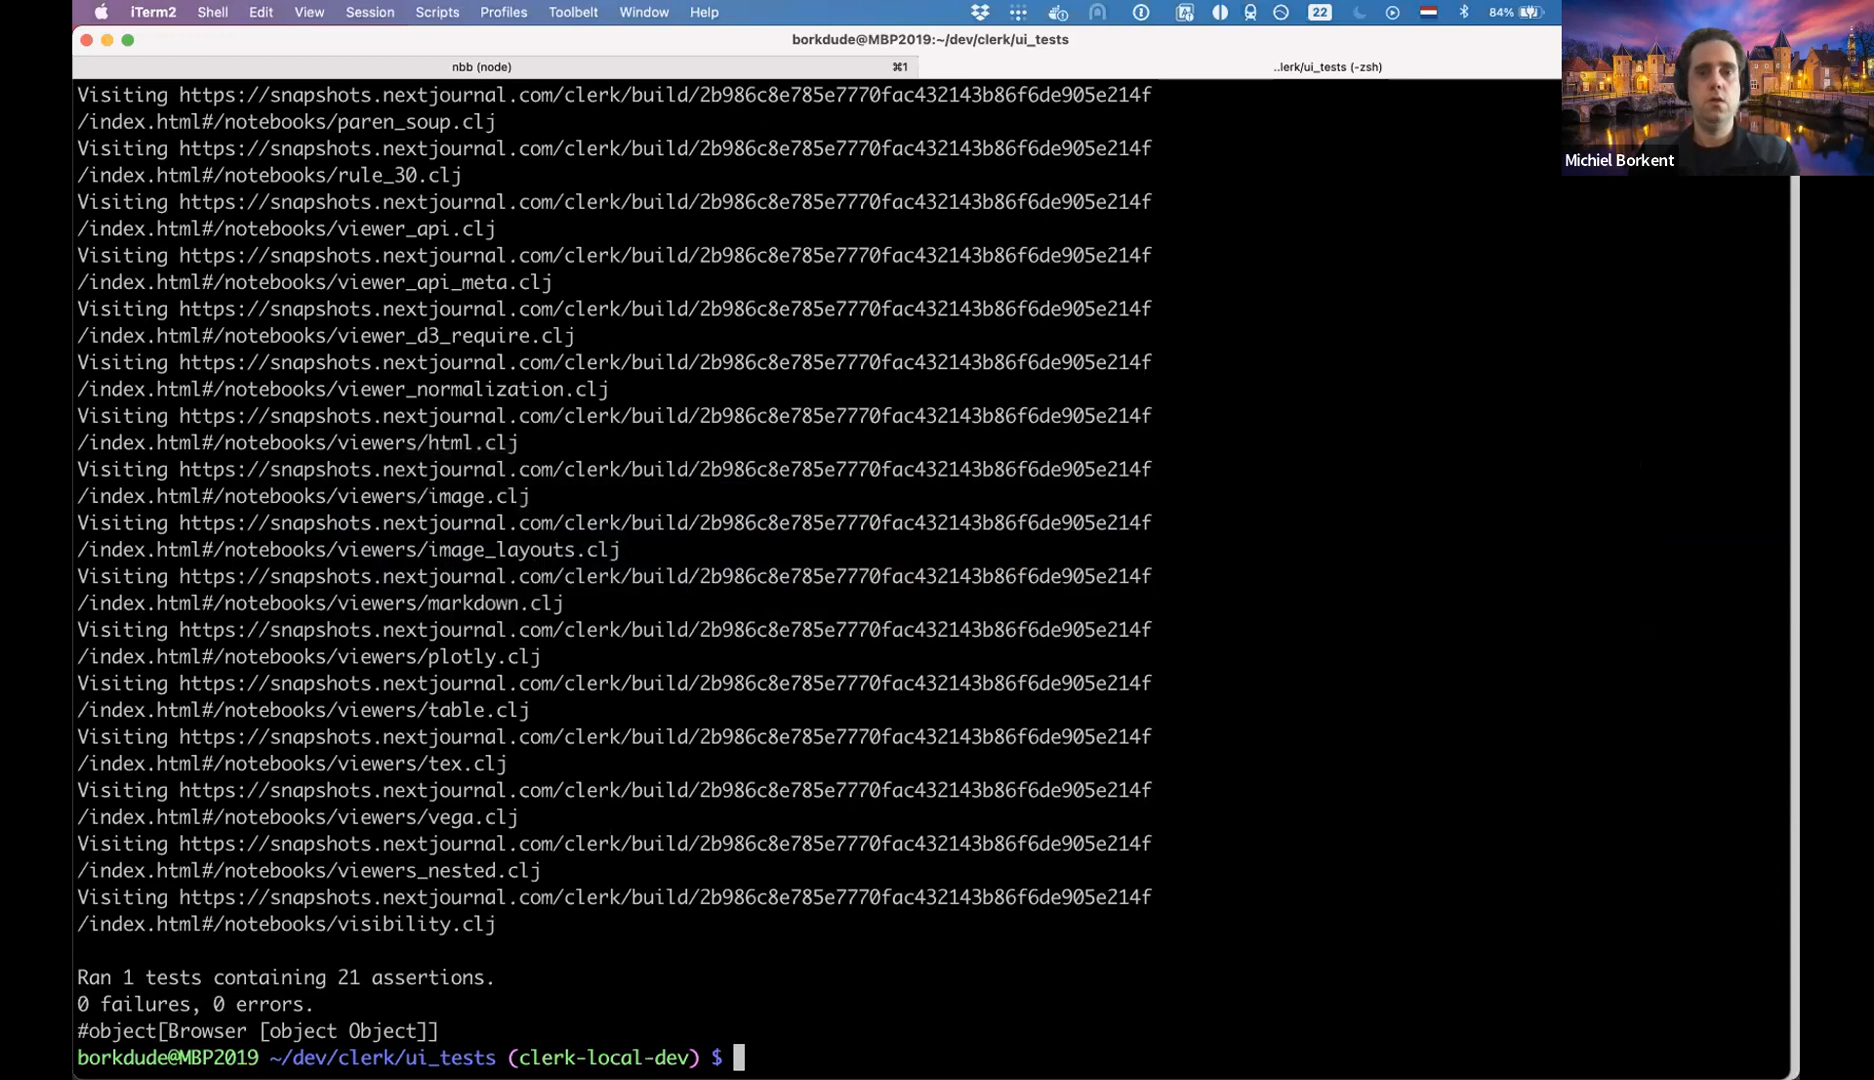 iTerm2 Shell Edit View Session Scripts Profiles Toolbelt Window Help 22 84%
borkdude@MBP2019:~/dev/clerk/ui_tests
nbb (node) ⌘1 ..lerk/ui_tests (-zsh)
Michiel Borkent
Visiting https://snapshots.nextjournal.com/clerk/build/2b986c8e785e7770fac432143b86f6de905e214f
/index.html#/notebooks/paren_soup.clj
Visiting https://snapshots.nextjournal.com/clerk/build/2b986c8e785e7770fac432143b86f6de905e214f
/index.html#/notebooks/rule_30.clj
Visiting https://snapshots.nextjournal.com/clerk/build/2b986c8e785e7770fac432143b86f6de905e214f
/index.html#/notebooks/viewer_api.clj
Visiting https://snapshots.nextjournal.com/clerk/build/2b986c8e785e7770fac432143b86f6de905e214f
/index.html#/notebooks/viewer_api_meta.clj
Visiting https://snapshots.nextjournal.com/clerk/build/2b986c8e785e7770fac432143b86f6de905e214f
/index.html#/notebooks/viewer_d3_require.clj
Visiting https://snapshots.nextjournal.com/clerk/build/2b986c8e785e7770fac432143b86f6de905e214f
/index.html#/notebooks/viewer_normalization.clj
Visiting https://snapshots.nextjournal.com/clerk/build/2b986c8e785e7770fac432143b86f6de905e214f
/index.html#/notebooks/viewers/html.clj
Visiting https://snapshots.nextjournal.com/clerk/build/2b986c8e785e7770fac432143b86f6de905e214f
/index.html#/notebooks/viewers/image.clj
Visiting https://snapshots.nextjournal.com/clerk/build/2b986c8e785e7770fac432143b86f6de905e214f
/index.html#/notebooks/viewers/image_layouts.clj
Visiting https://snapshots.nextjournal.com/clerk/build/2b986c8e785e7770fac432143b86f6de905e214f
/index.html#/notebooks/viewers/markdown.clj
Visiting https://snapshots.nextjournal.com/clerk/build/2b986c8e785e7770fac432143b86f6de905e214f
/index.html#/notebooks/viewers/plotly.clj
Visiting https://snapshots.nextjournal.com/clerk/build/2b986c8e785e7770fac432143b86f6de905e214f
/index.html#/notebooks/viewers/table.clj
Visiting https://snapshots.nextjournal.com/clerk/build/2b986c8e785e7770fac432143b86f6de905e214f
/index.html#/notebooks/viewers/tex.clj
Visiting https://snapshots.nextjournal.com/clerk/build/2b986c8e785e7770fac432143b86f6de905e214f
/index.html#/notebooks/viewers/vega.clj
Visiting https://snapshots.nextjournal.com/clerk/build/2b986c8e785e7770fac432143b86f6de905e214f
/index.html#/notebooks/viewers_nested.clj
Visiting https://snapshots.nextjournal.com/clerk/build/2b986c8e785e7770fac432143b86f6de905e214f
/index.html#/notebooks/visibility.clj
Ran 1 tests containing 21 assertions.
0 failures, 0 errors.
#object[Browser [object Object]]
borkdude@MBP2019 ~/dev/clerk/ui_tests (clerk-local-dev) $